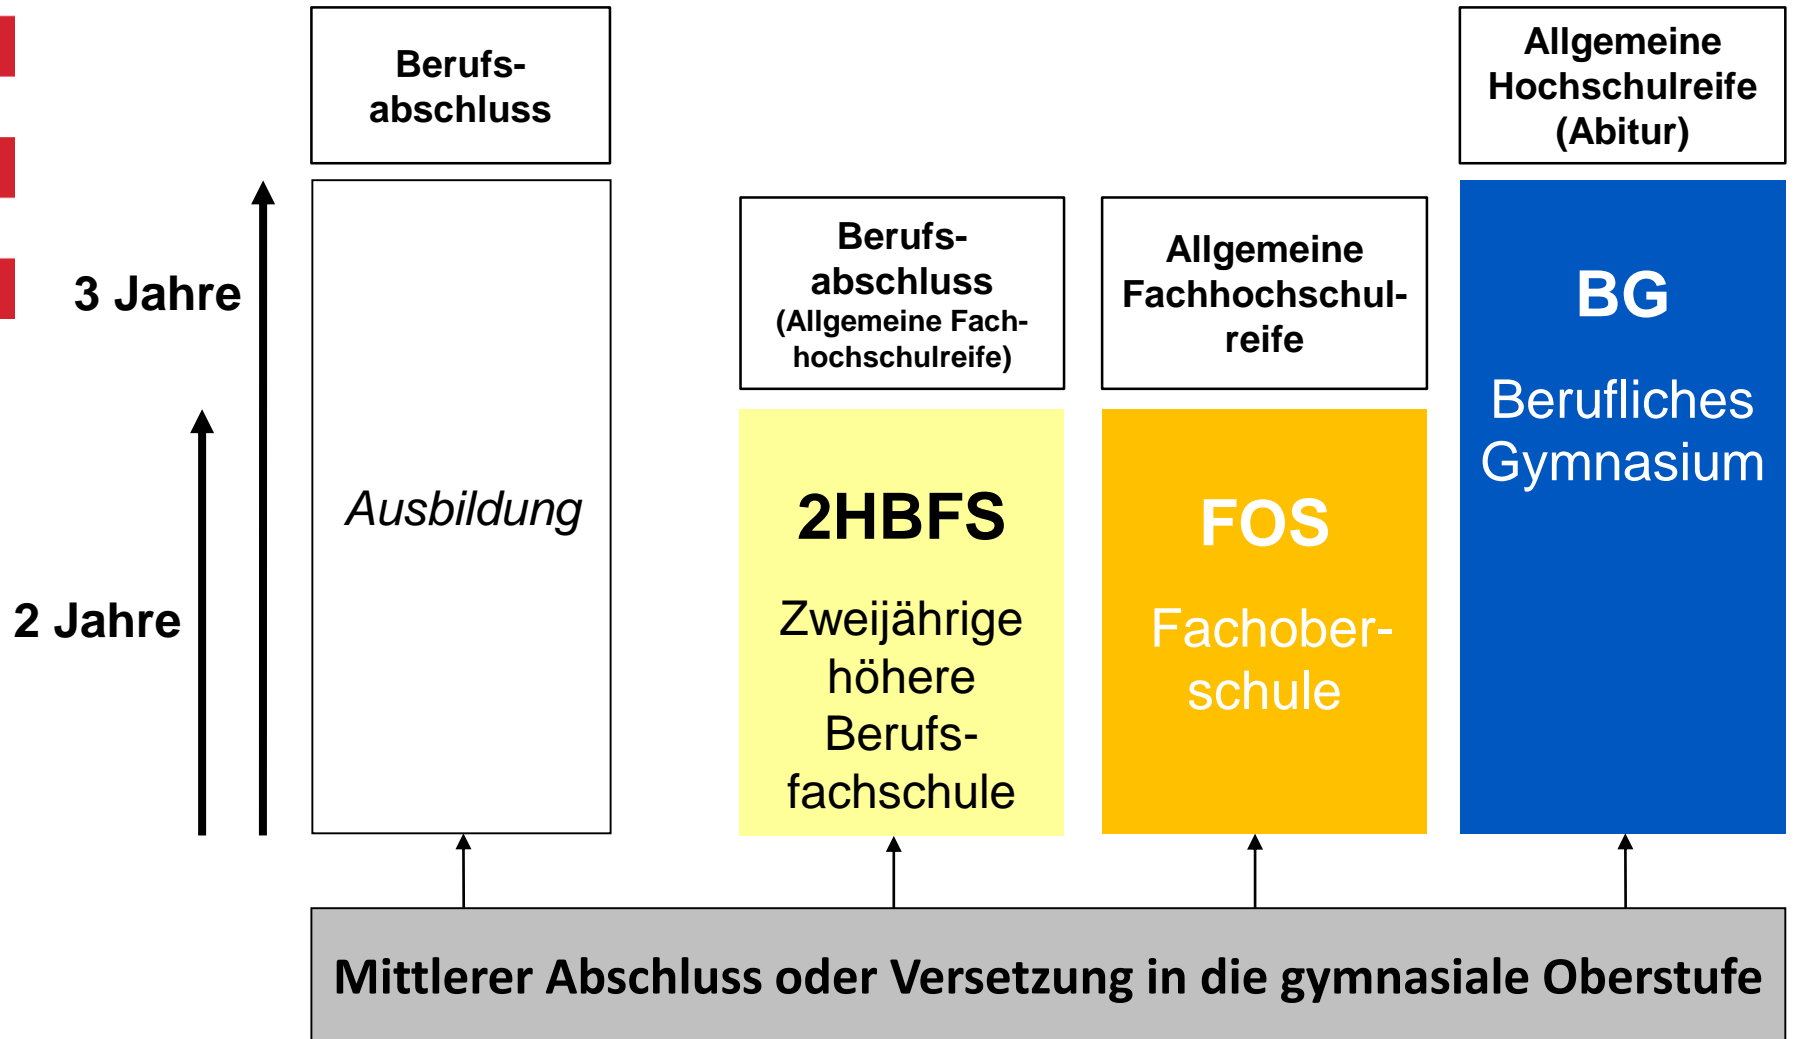 Berufs-
abschluss
Allgemeine
Hochschulreife
(Abitur)
3 Jahre
2 Jahre
Ausbildung
Berufs-
abschluss
(Allgemeine Fach-
hochschulreife)
2HBFS
Zweijährige
höhere
Berufs-
fachschule
Allgemeine
Fachhochschul-
reife
FOS
Fachober-
schule
BG
Berufliches
Gymnasium
Mittlerer Abschluss oder Versetzung in die gymnasiale Oberstufe